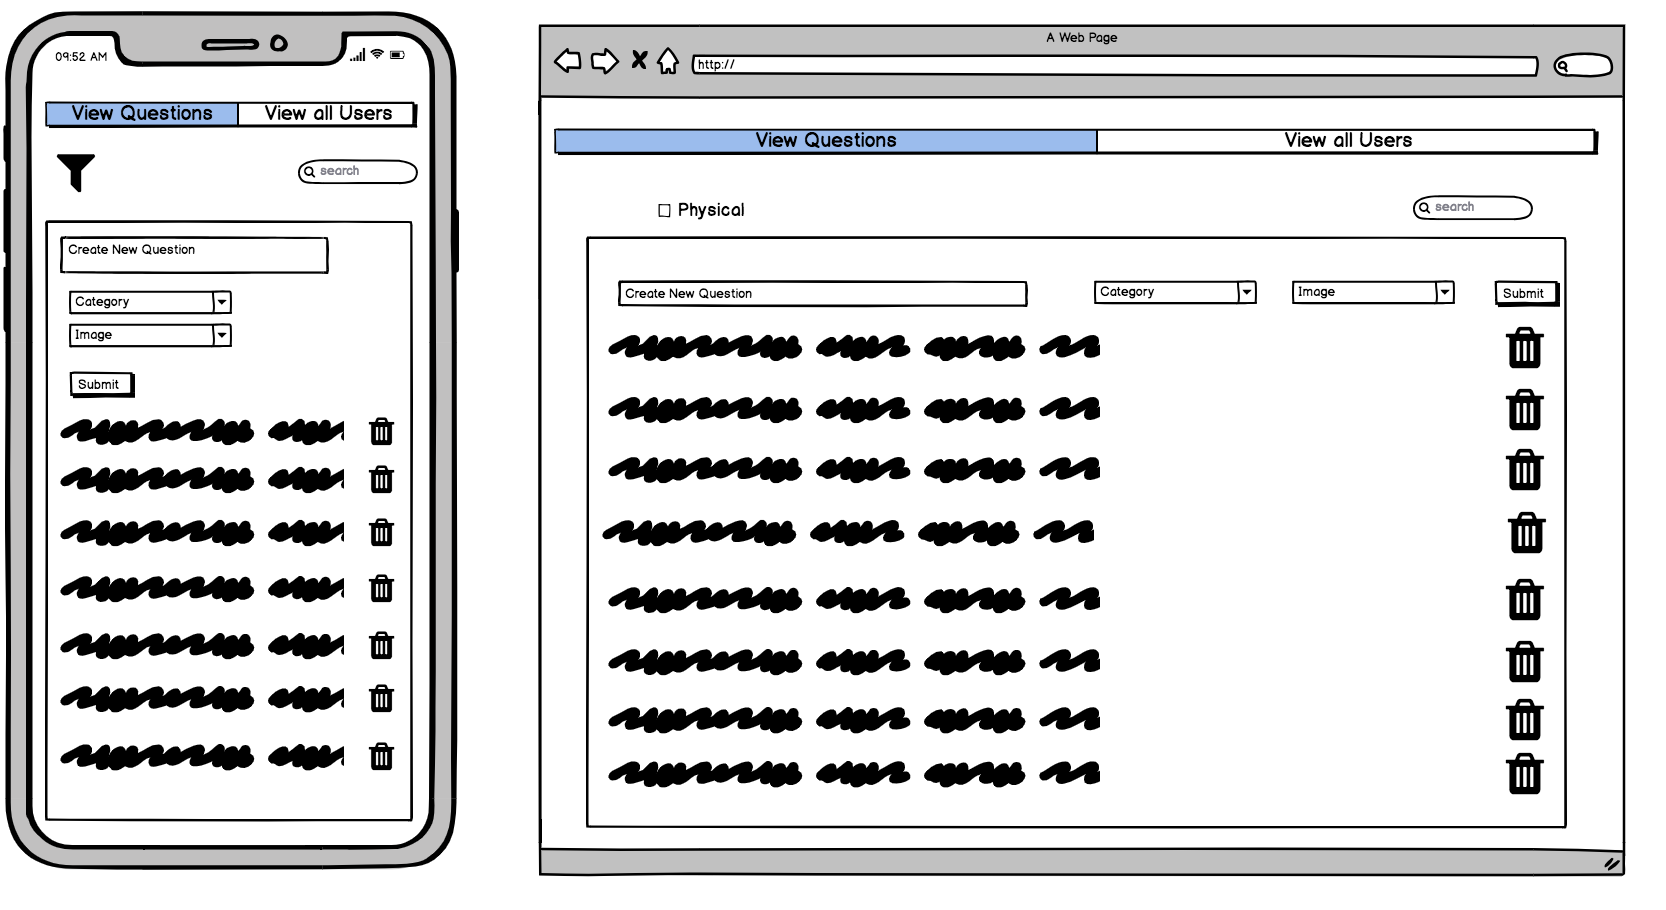 09:52 AM
View Questions View all Users
search
Create New Question
Category
Image
Submit
A Web Page
http://
View Questions View all Users
Physical
search
Create New Question Category Image Submit